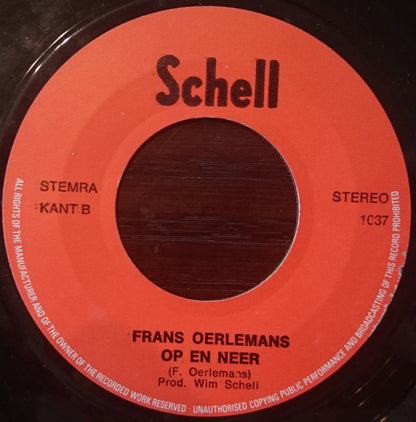 Schell
STEMRA
KANT B
STEREO
1037
FRANS OERLEMANS
OP EN NEER
(F. Oerlemans)
Prod. Wim Schell
ALL RIGHTS OF THE MANUFACTURER AND OF THE OWNER OF THE RECORDED WORK RESERVED · UNAUTHORISED COPYING PUBLIC PERFORMANCE AND BROADCASTING OF THIS RECORD PROHIBITED